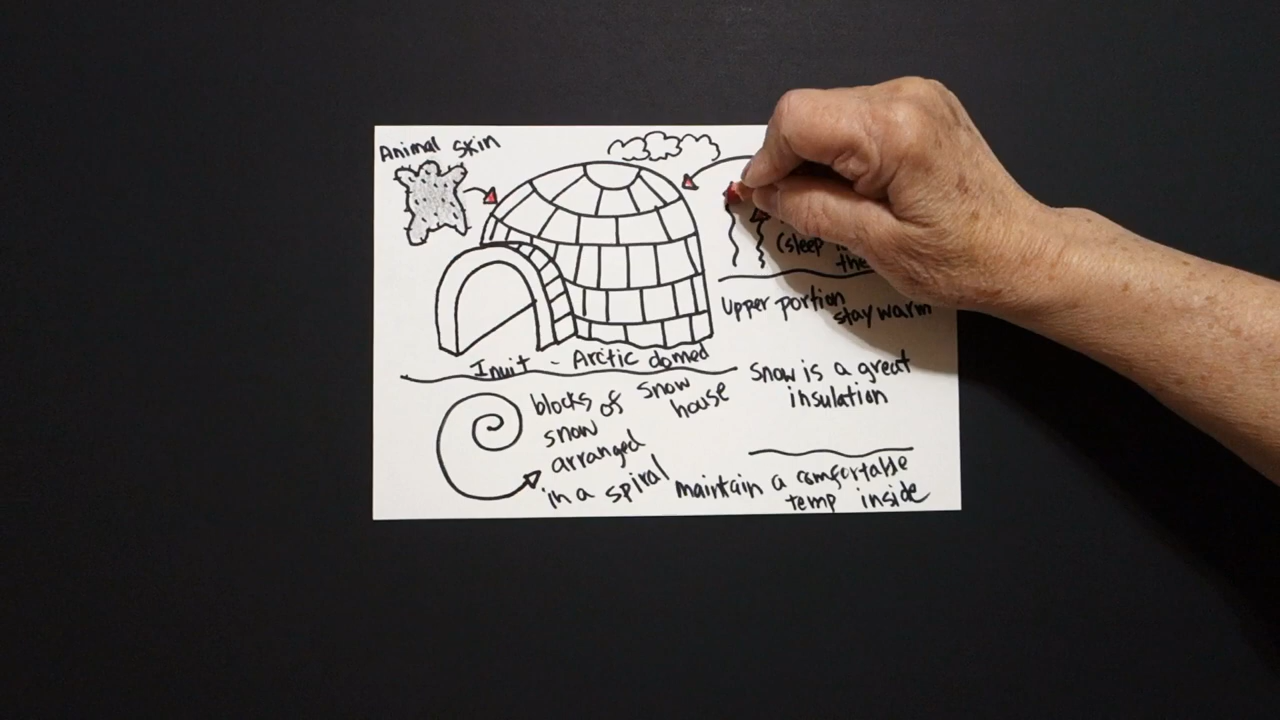 Animal Skin
(sleep
the
Upper portion
stay warm
Inuit - Arctic domed
snow
house
blocks of
snow
arranged
in a spiral
Snow is a great
insulation
maintain a comfortable
temp inside